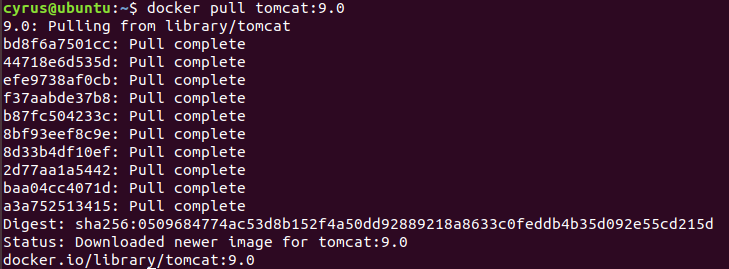 cyrus@ubuntu:~$ docker pull tomcat:9.0
9.0: Pulling from library/tomcat
bd8f6a7501cc: Pull complete
44718e6d535d: Pull complete
efe9738af0cb: Pull complete
f37aabde37b8: Pull complete
b87fc504233c: Pull complete
8bf93eef8c9e: Pull complete
8d33b4df10ef: Pull complete
2d77aa1a5442: Pull complete
baa04cc4071d: Pull complete
a3a752513415: Pull complete
Digest: sha256:0509684774ac53d8b152f4a50dd92889218a8633c0feddb4b35d092e55cd215d
Status: Downloaded newer image for tomcat:9.0
docker.io/library/tomcat:9.0